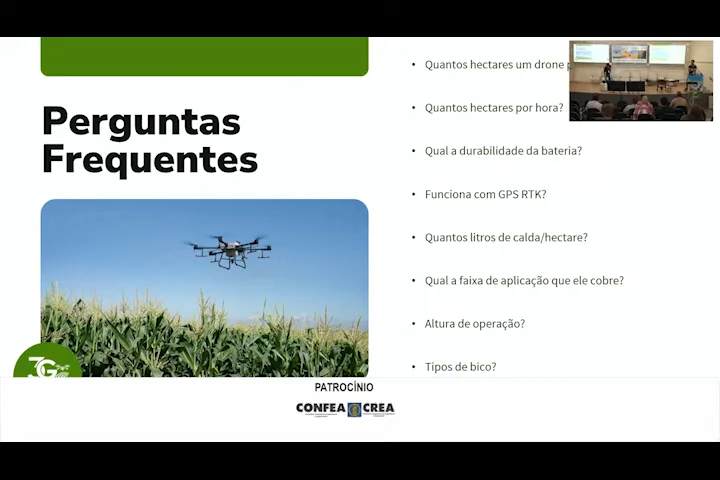 Perguntas
Frequentes
• Quantos hectares um drone
• Quantos hectares por hora?
• Qual a durabilidade da bateria?
• Funciona com GPS RTK?
• Quantos litros de calda/hectare?
• Qual a faixa de aplicação que ele cobre?
• Altura de operação?
• Tipos de bico?
3G
PATROCÍNIO
CONFEA CREA